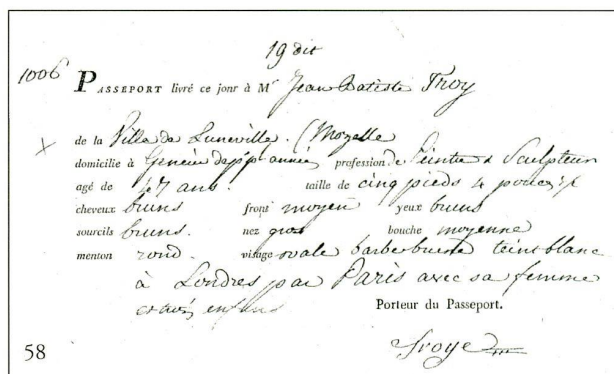 19 dit
1006
PASSEPORT livré ce jour à Mr Jean Batiste Troy
de la Ville de Luneville. (Mozelle
domicilié à Geneve profession de Peintre & Sculpteur
agé de 47 ans. taille de cinq pieds 4 pouces
cheveux bruns front moyen yeux bruns
sourcils bruns. nez gros bouche moyenne
menton rond. visage ovale barbe brune teint blanc
à Londres par Paris avec sa femme
enfans Porteur du Passeport.
Troye
58